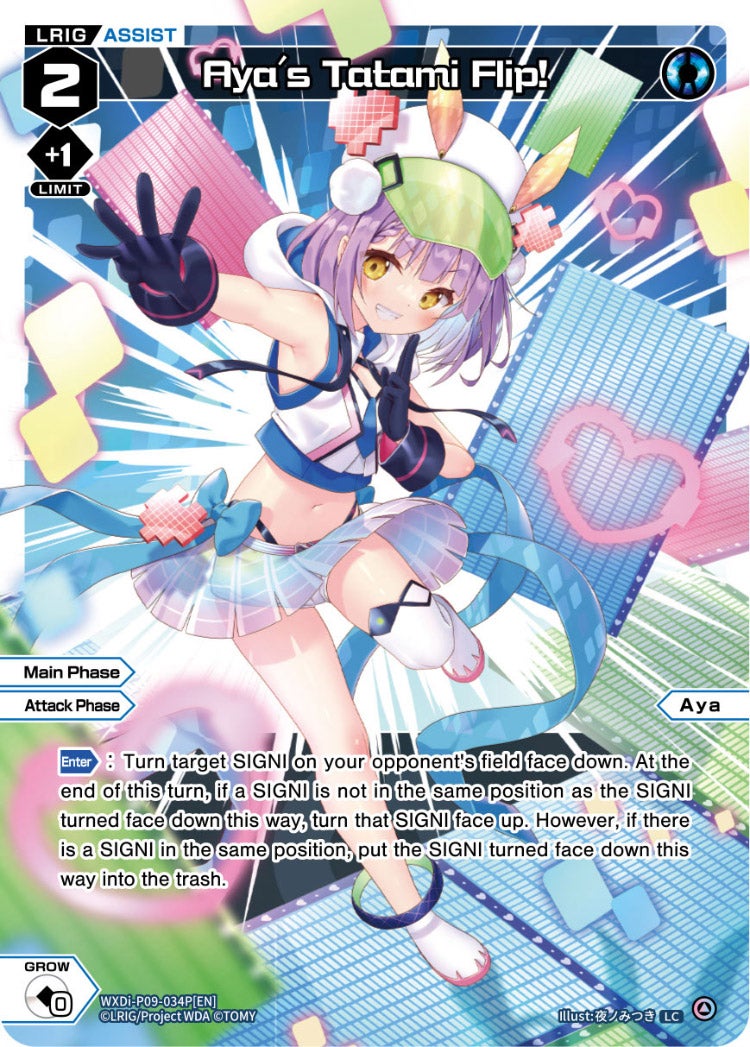 LRIG ASSIST
2
Aya's Tatami Flip!
+1
LIMIT
Main Phase
Attack Phase
Aya
Enter : Turn target SIGNI on your opponent's field face down. At the
end of this turn, if a SIGNI is not in the same position as the SIGNI
turned face down this way, turn that SIGNI face up. However, if there
is a SIGNI in the same position, put the SIGNI turned face down this
way into the trash.
GROW
0
WXDi-P09-034P[EN]
©LRIG/Project WDA ©TOMY
Illust:夜ノみつき LC